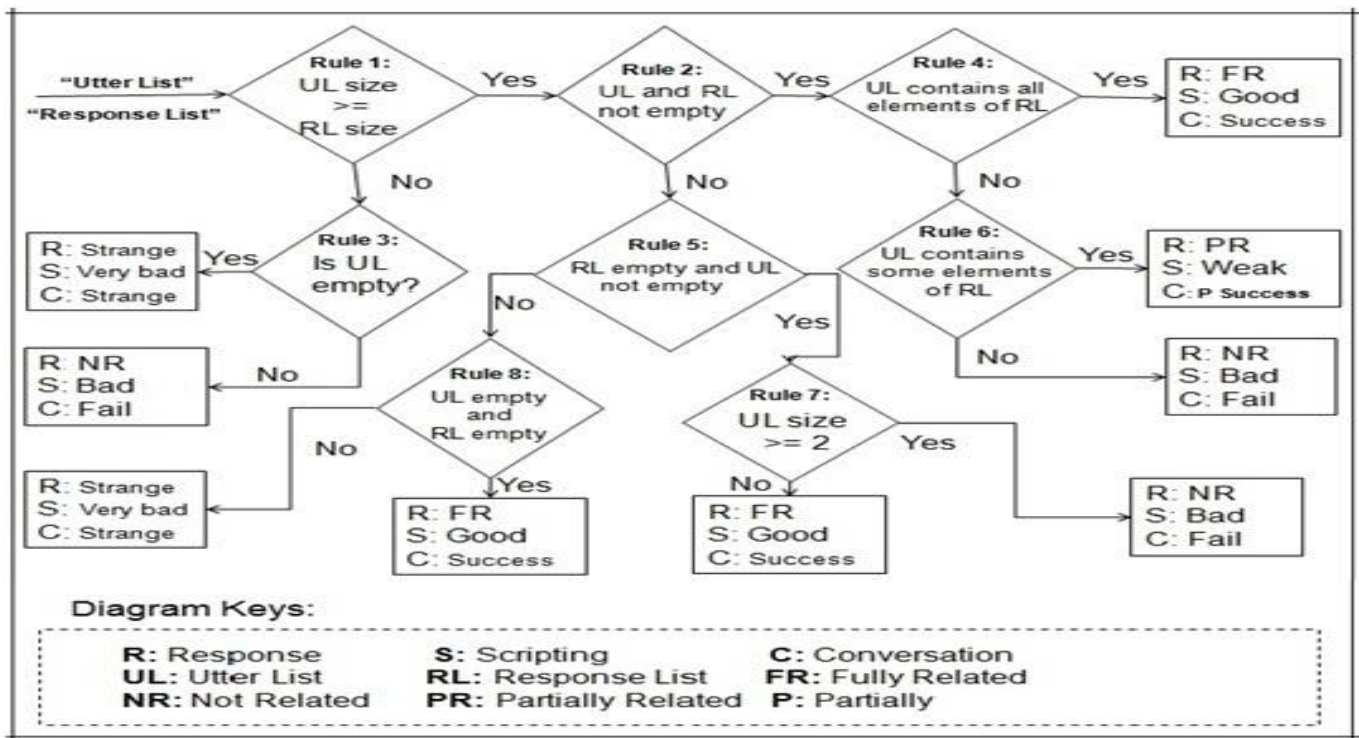 “Utter List”
“Response List”
Rule 1:
UL size
>=
RL size
Yes
Rule 2:
UL and RL
not empty
Yes
Rule 4:
UL contains all
elements of RL
Yes
R: FR
S: Good
C: Success
No
No
No
R: Strange
S: Very bad
C: Strange
Yes
Rule 3:
Is UL
empty?
Rule 5:
RL empty and UL
not empty
Rule 6:
UL contains
some elements
of RL
Yes
R: PR
S: Weak
C: P Success
No
Yes
R: NR
S: Bad
C: Fail
No
No
R: NR
S: Bad
C: Fail
Rule 8:
UL empty
and
RL empty
Rule 7:
UL size
>= 2
No
Yes
R: Strange
S: Very bad
C: Strange
Yes
R: FR
S: Good
C: Success
No
R: FR
S: Good
C: Success
R: NR
S: Bad
C: Fail
Diagram Keys:
R: Response S: Scripting C: Conversation
UL: Utter List RL: Response List FR: Fully Related
NR: Not Related PR: Partially Related P: Partially